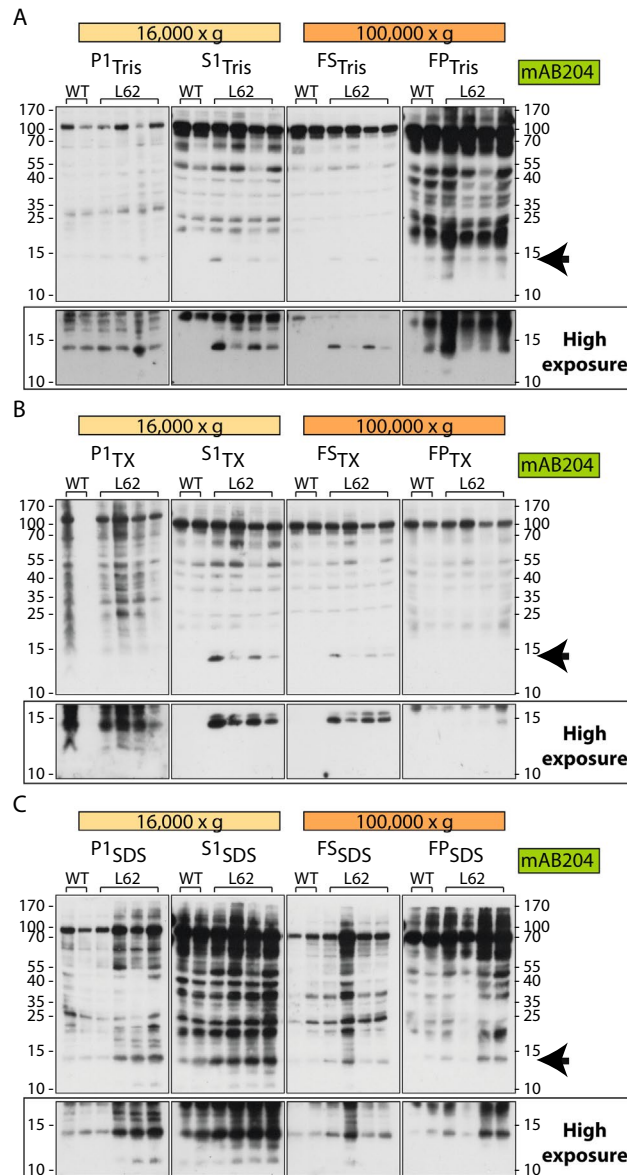 A
16,000 x g 100,000 x g
P1Tris S1Tris FSTris FPTris mAB204
WT L62 WT L62 WT L62 WT L62
170 - - 170
100 - - 100
70 - - 70
55 - - 55
40 - - 40
35 - - 35
25 - - 25
15 - - 15
10 - - 10
15 - - 15
High exposure
10 - - 10
B
16,000 x g 100,000 x g
P1TX S1TX FSTX FPTX mAB204
WT L62 WT L62 WT L62 WT L62
170 - - 170
100 - - 100
70 - - 70
55 - - 55
40 - - 40
35 - - 35
25 - - 25
15 - - 15
10 - - 10
15 - - 15
High exposure
10 - - 10
C
16,000 x g 100,000 x g
P1SDS S1SDS FSSDS FPSDS mAB204
WT L62 WT L62 WT L62 WT L62
170 - - 170
100 - - 100
70 - - 70
55 - - 55
40 - - 40
35 - - 35
25 - - 25
15 - - 15
10 - - 10
15 - - 15
High exposure
10 - - 10